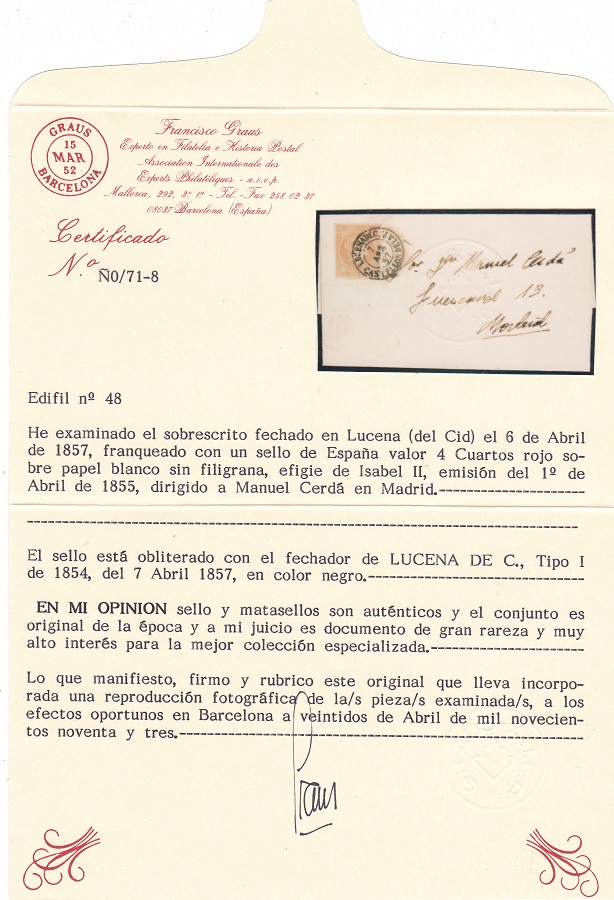 GRAUS
15
MAR
52
BARCELONA
Francisco Graus
Experto en Filatelia e Historia Postal
Association Internationale des
Experts Philatéliques - a.i.e.p.
Mallorca, 292, 3º 1ª - Tel. - Fax 258 02 37
08037 Barcelona (España)
Certificado
N.º Ñ0/71-8
7
ABR
Manuel Cerdá
13.
Madrid
Edifil nº 48
He examinado el sobrescrito fechado en Lucena (del Cid) el 6 de Abril
de 1857, franqueado con un sello de España valor 4 Cuartos rojo so-
bre papel blanco sin filigrana, efigie de Isabel II, emisión del 1º de
Abril de 1855, dirigido a Manuel Cerdá en Madrid.--------------------
El sello está obliterado con el fechador de LUCENA DE C., Tipo I
de 1854, del 7 Abril 1857, en color negro.------------------------------
EN MI OPINION sello y matasellos son auténticos y el conjunto es
original de la época y a mi juicio es documento de gran rareza y muy
alto interés para la mejor colección especializada.---------------------
Lo que manifiesto, firmo y rubrico este original que lleva incorpo-
rada una reproducción fotográfica de la/s pieza/s examinada/s, a los
efectos oportunos en Barcelona a veintidos de Abril de mil novecien-
tos noventa y tres.--------------------------------------------------------
Graus